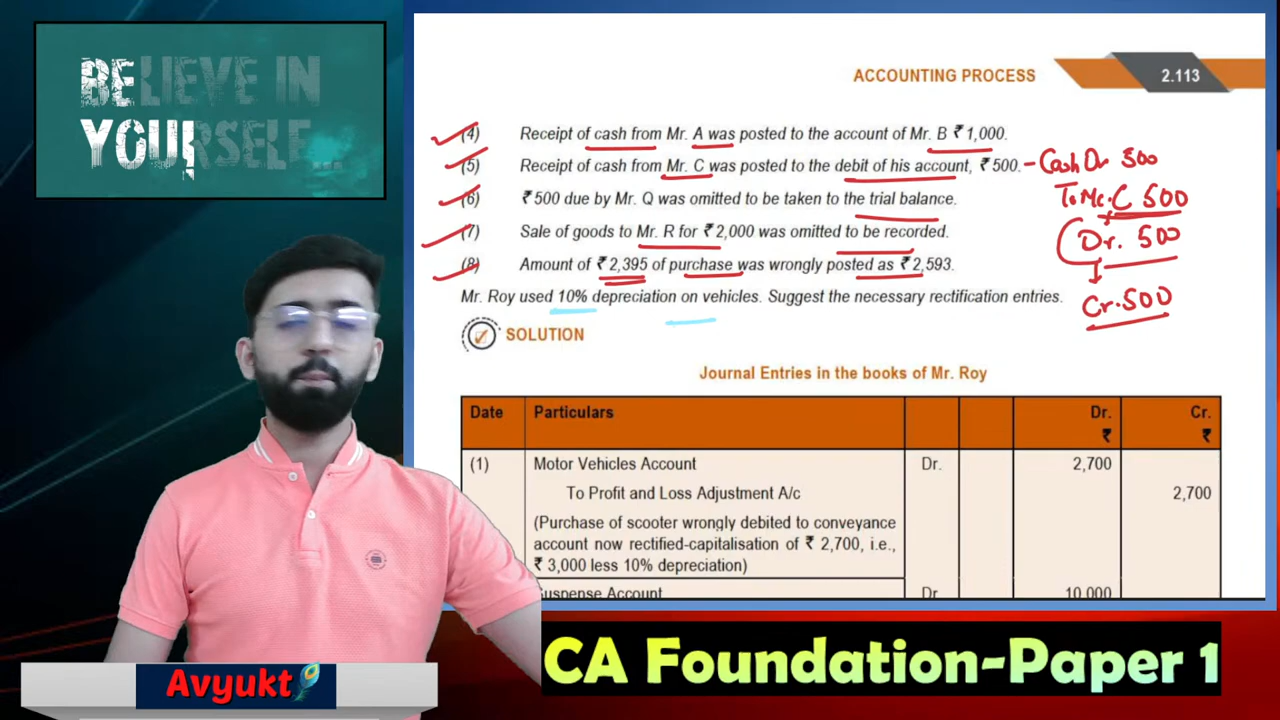 BELIEVE IN
YOURSELF...
ACCOUNTING PROCESS 2.113
(4) Receipt of cash from Mr. A was posted to the account of Mr. B ₹ 1,000.
(5) Receipt of cash from Mr. C was posted to the debit of his account, ₹ 500. - Cash Dr 500
To Mr. C 500
(6) ₹ 500 due by Mr. Q was omitted to be taken to the trial balance.
(7) Sale of goods to Mr. R for ₹ 2,000 was omitted to be recorded.
Dr. 500
(8) Amount of ₹ 2,395 of purchase was wrongly posted as ₹ 2,593.
Mr. Roy used 10% depreciation on vehicles. Suggest the necessary rectification entries.
Cr. 500
SOLUTION
Journal Entries in the books of Mr. Roy
Date Particulars Dr. Cr.
₹ ₹
(1) Motor Vehicles Account Dr. 2,700
To Profit and Loss Adjustment A/c 2,700
(Purchase of scooter wrongly debited to conveyance
account now rectified-capitalisation of ₹ 2,700, i.e.,
₹ 3,000 less 10% depreciation)
Suspense Account Dr. 10,000
CA Foundation-Paper 1
Avyukt